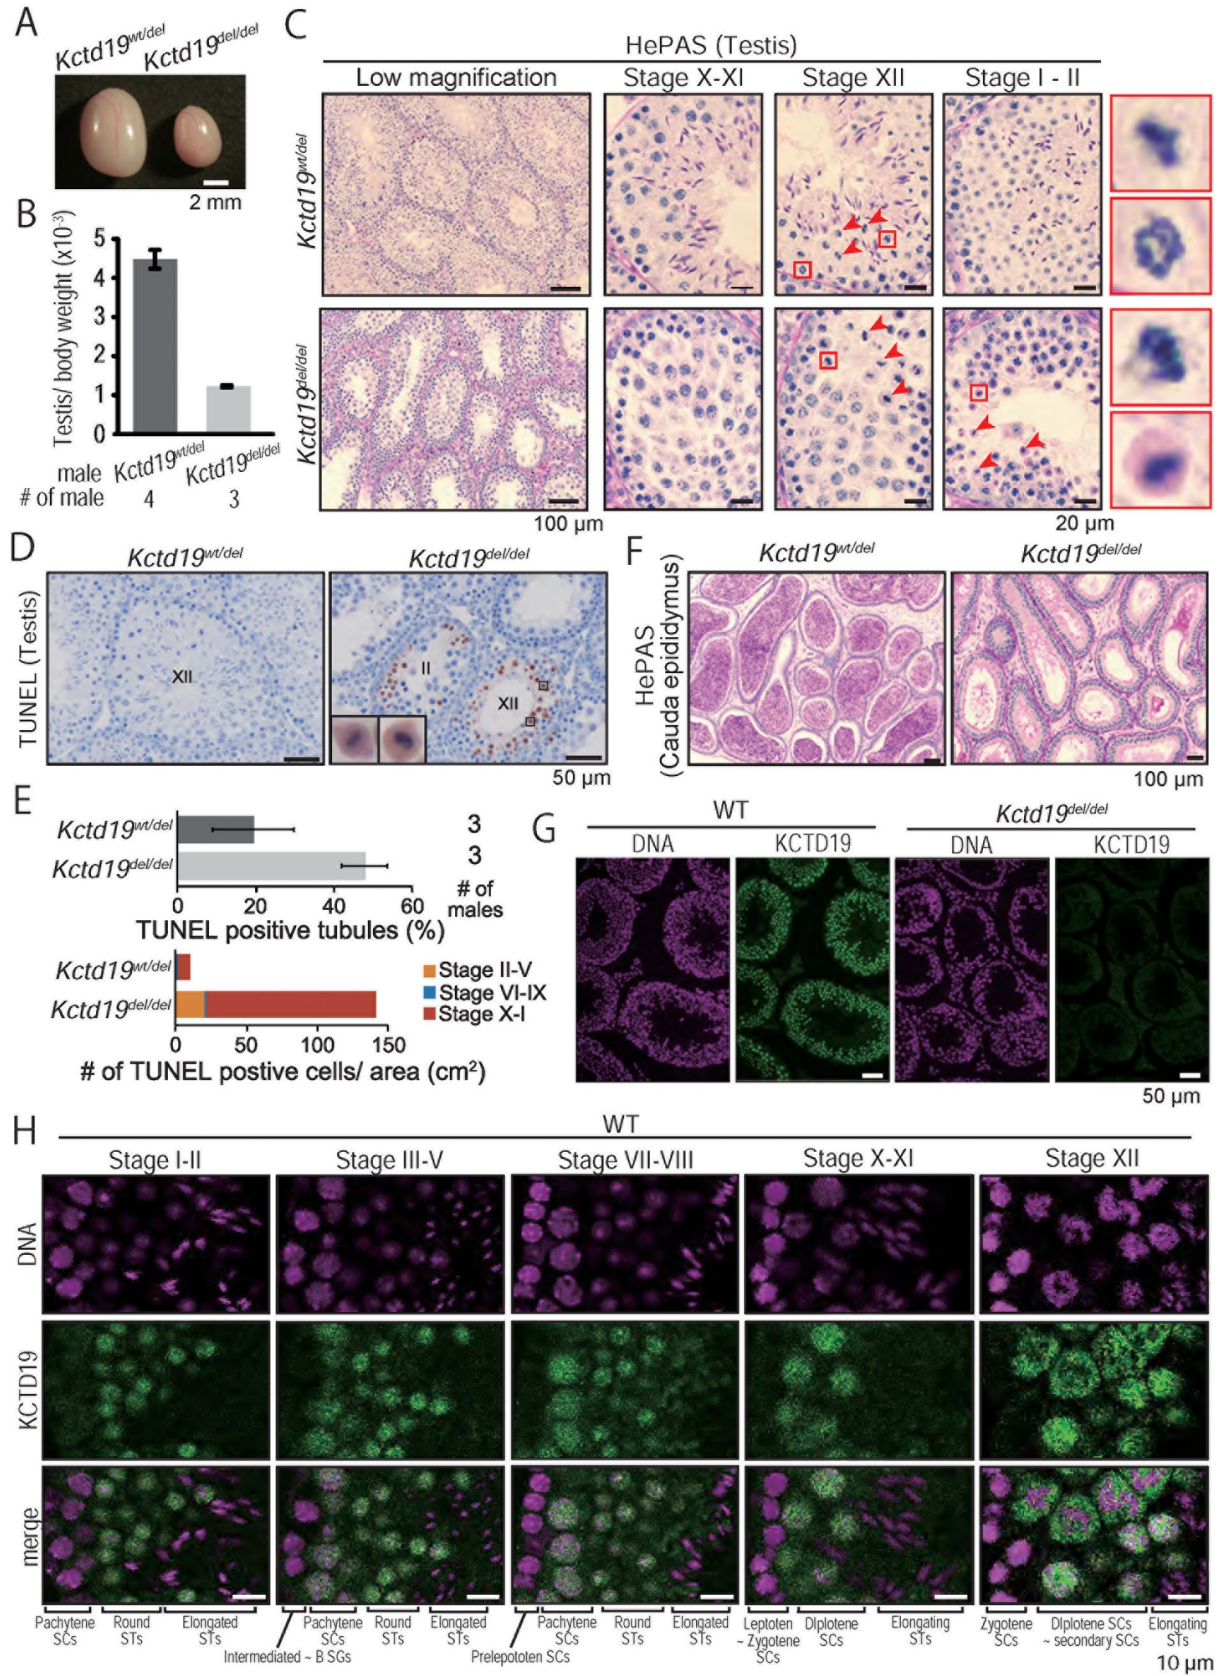 A
Kctd19wt/del Kctd19del/del
2 mm
B
Testis/ body weight (x10-3)
5
4
3
2
1
0
male Kctd19wt/del Kctd19del/del
# of male 4 3
C
HePAS (Testis)
Low magnification Stage X-XI Stage XII Stage I - II
Kctd19wt/del
Kctd19del/del
100 µm 20 µm
D
Kctd19wt/del Kctd19del/del
TUNEL (Testis)
XII
II
XII
50 µm
E
Kctd19wt/del 3
Kctd19del/del 3
# of males
0 20 40 60
TUNEL positive tubules (%)
Kctd19wt/del
Kctd19del/del
Stage II-V
Stage VI-IX
Stage X-I
0 50 100 150
# of TUNEL postive cells/ area (cm2)
F
Kctd19wt/del Kctd19del/del
HePAS
(Cauda epididymus)
100 µm
G
WT Kctd19del/del
DNA KCTD19 DNA KCTD19
50 µm
H
WT
Stage I-II Stage III-V Stage VII-VIII Stage X-XI Stage XII
DNA
KCTD19
merge
Pachytene SCs
Round STs
Elongated STs
Intermediated ~ B SGs
Pachytene SCs
Round STs
Elongated STs
Prelepototen SCs
Pachytene SCs
Round STs
Elongated STs
Leptoten ~ Zygotene SCs
DIplotene SCs
Elongating STs
Zygotene SCs
DIplotene SCs ~ secondary SCs
Elongating STs
10 µm